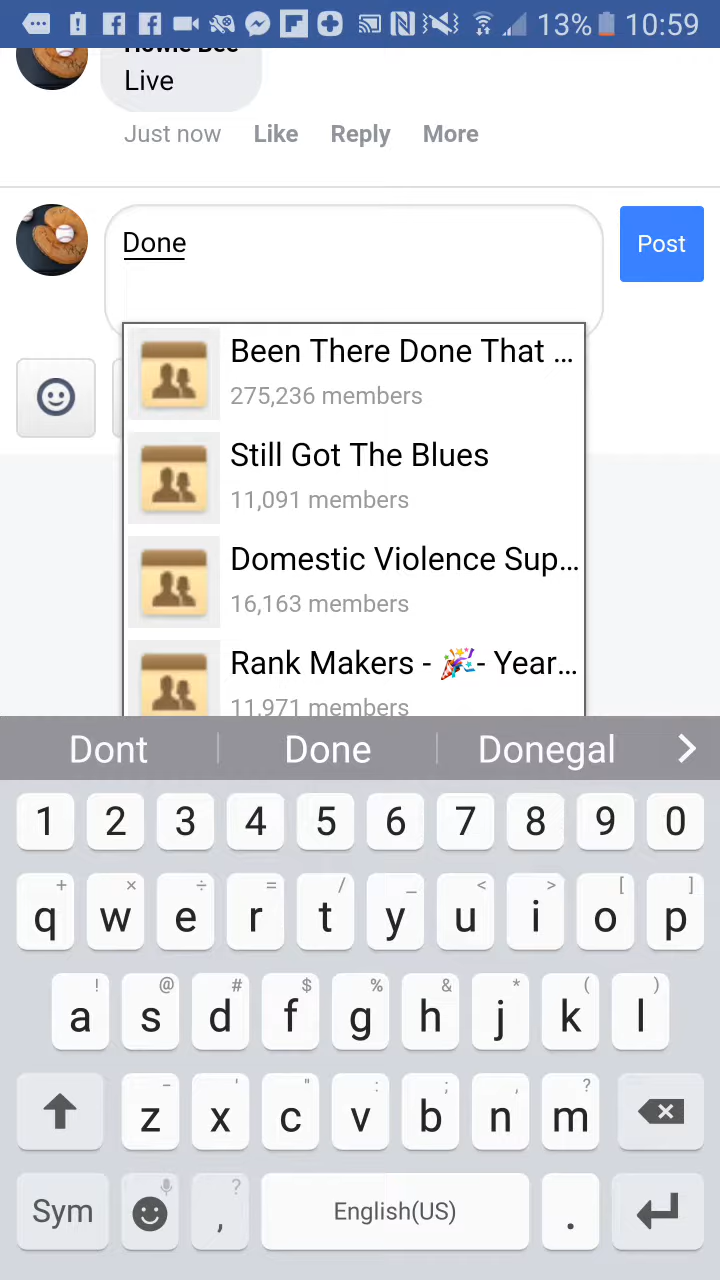 13% 10:59
Howie Bee
Live
Just now Like Reply More
Done
Post
Been There Done That ...
275,236 members
Still Got The Blues
11,091 members
Domestic Violence Sup...
16,163 members
Rank Makers - 🎉- Year...
11,971 members
Dont Done Donegal
1 2 3 4 5 6 7 8 9 0
+ × ÷ = / _ < > [ ]
q w e r t y u i o p
! @ # $ % & * ( )
a s d f g h j k l
- ' " : ; , ?
z x c v b n m
Sym , ? English(US) .